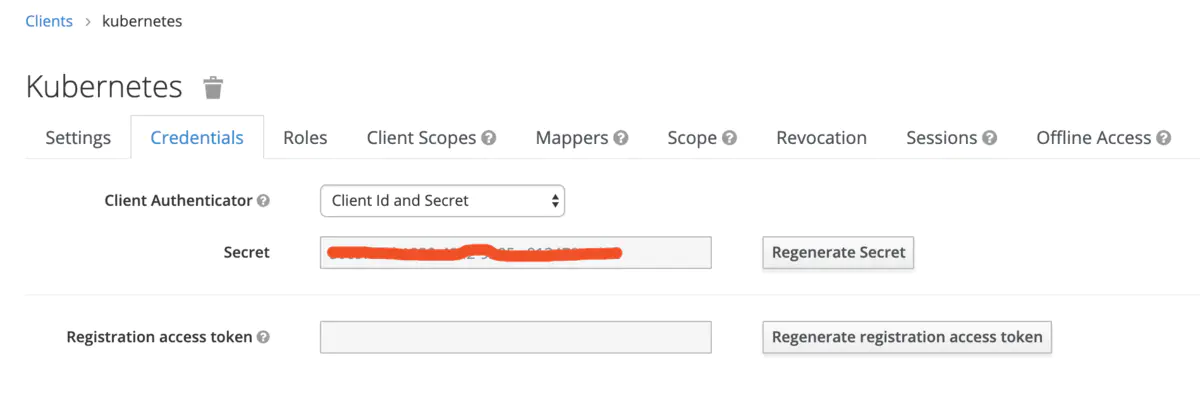 Clients › kubernetes
Kubernetes
Settings Credentials Roles Client Scopes Mappers Scope Revocation Sessions Offline Access
Client Authenticator Client Id and Secret
Secret Regenerate Secret
Registration access token Regenerate registration access token